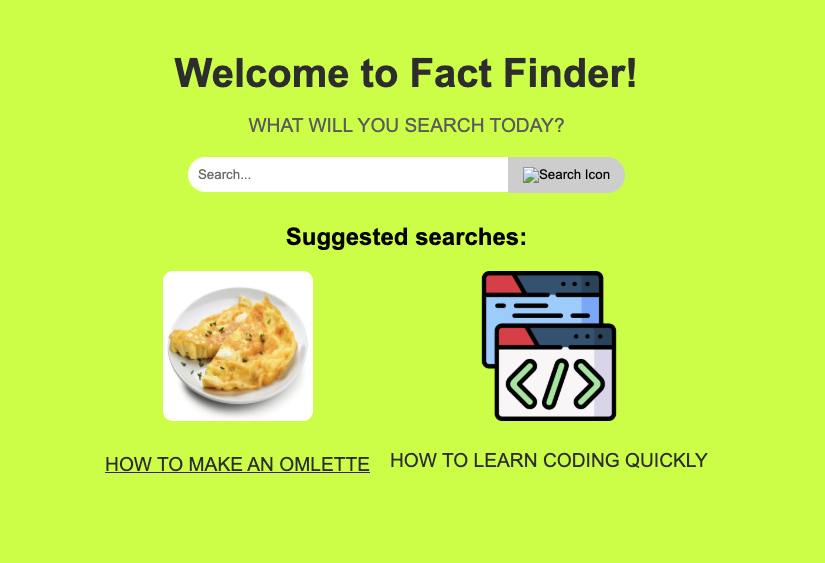 Welcome to Fact Finder!
WHAT WILL YOU SEARCH TODAY?
Search...
Search Icon
Suggested searches:
</>
HOW TO MAKE AN OMLETTE
HOW TO LEARN CODING QUICKLY